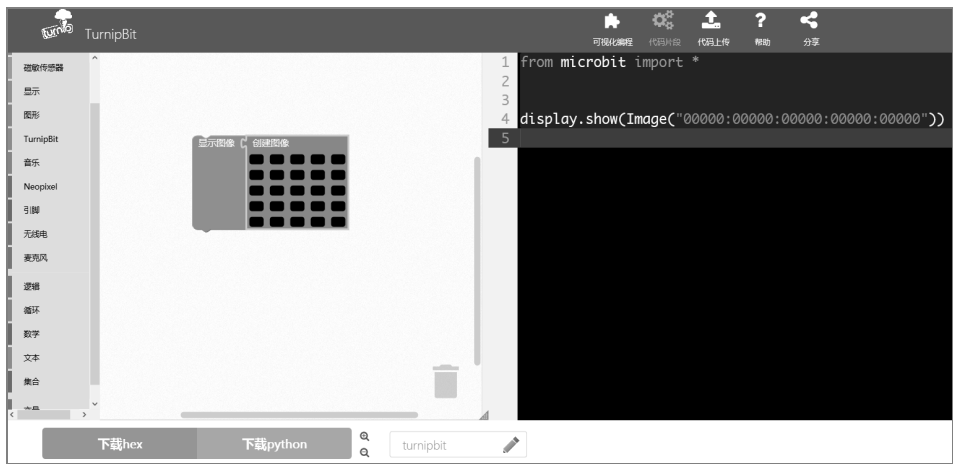 Turnip TurnipBit
可视化编程 代码片段 代码上传 帮助 分享
磁敏传感器
显示
图形
TurnipBit
音乐
Neopixel
引脚
无线电
麦克风
逻辑
循环
数学
文本
集合
显示图像 创建图像
1 from microbit import *
2
3
4 display.show(Image("00000:00000:00000:00000:00000"))
5
下载hex 下载python turnipbit